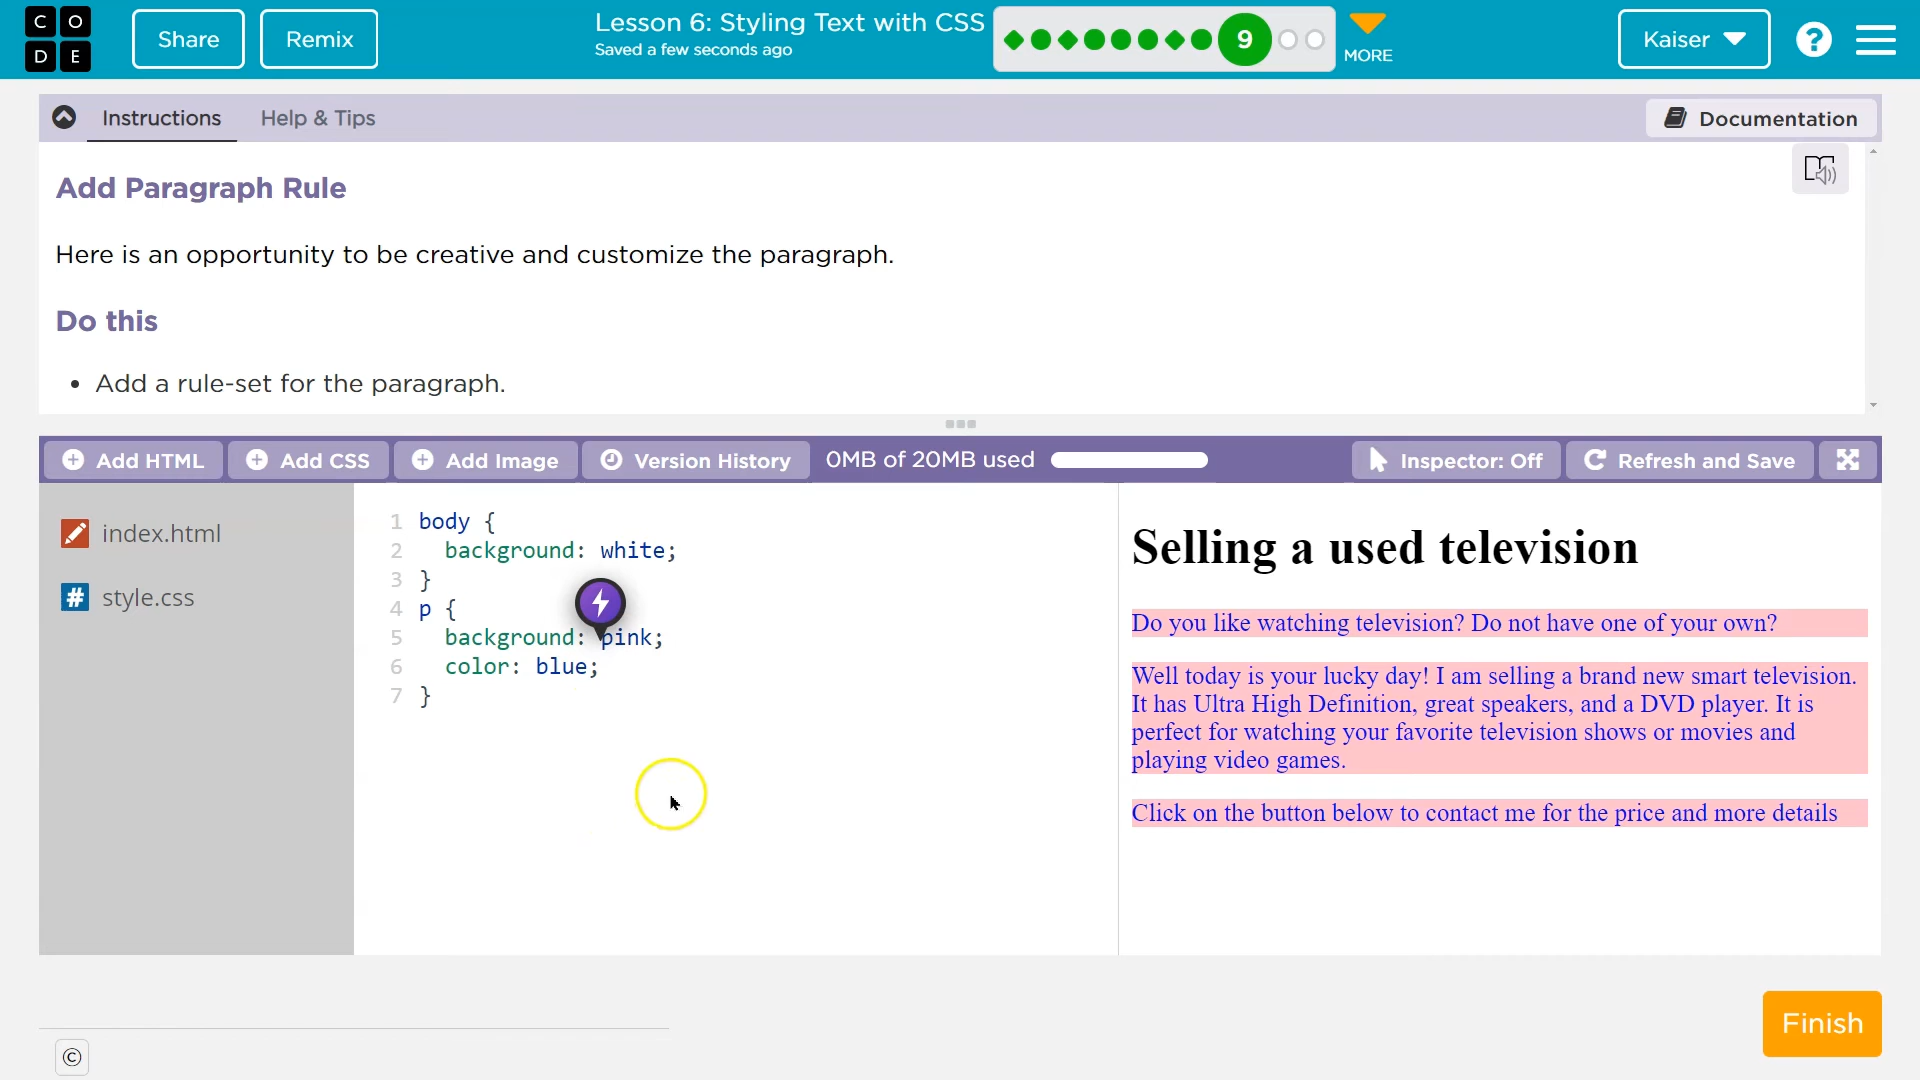 CODE
Share
Remix
Lesson 6: Styling Text with CSS
Saved a few seconds ago
9
MORE
Kaiser
?
Instructions
Help & Tips
Documentation
Add Paragraph Rule
Here is an opportunity to be creative and customize the paragraph.
Do this
• Add a rule-set for the paragraph.
Add HTML
Add CSS
Add Image
Version History
0MB of 20MB used
Inspector: Off
Refresh and Save
index.html
# style.css
1 body {
2 background: white;
3 }
4 p {
5 background: pink;
6 color: blue;
7 }
Selling a used television
Do you like watching television? Do not have one of your own?
Well today is your lucky day! I am selling a brand new smart television.
It has Ultra High Definition, great speakers, and a DVD player. It is
perfect for watching your favorite television shows or movies and
playing video games.
Click on the button below to contact me for the price and more details
Finish
©